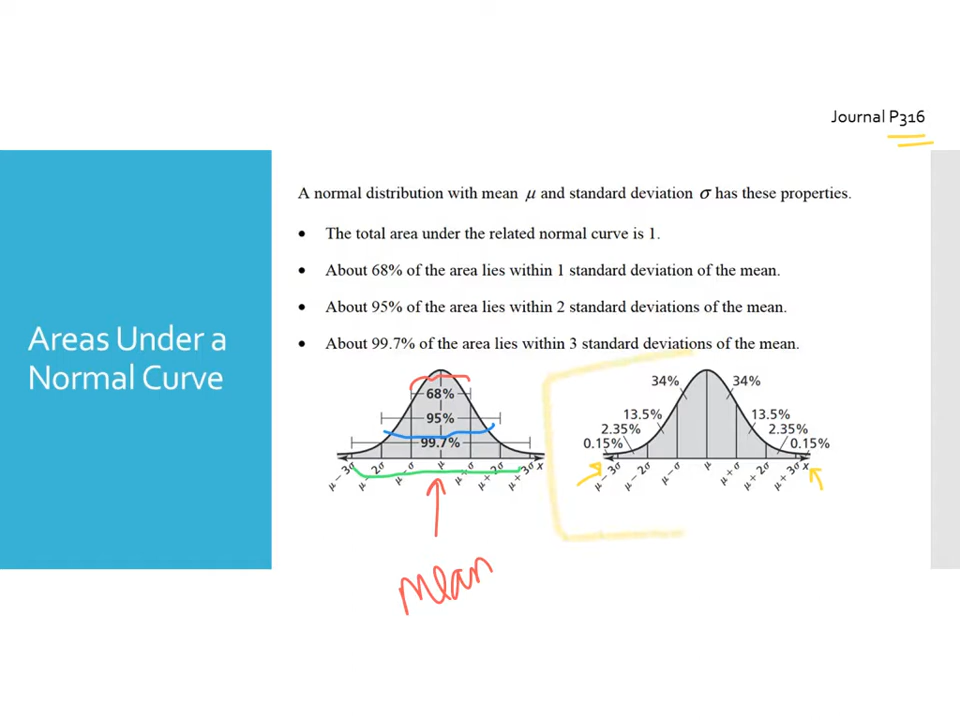 Journal P316
Areas Under a
Normal Curve
A normal distribution with mean μ and standard deviation σ has these properties.
• The total area under the related normal curve is 1.
• About 68% of the area lies within 1 standard deviation of the mean.
• About 95% of the area lies within 2 standard deviations of the mean.
• About 99.7% of the area lies within 3 standard deviations of the mean.
68%
95%
99.7%
μ − 3σ
μ − 2σ
μ − σ
μ
μ + σ
μ + 2σ
μ + 3σ
x
mean
34%
34%
13.5%
13.5%
2.35%
2.35%
0.15%
0.15%
μ − 3σ
μ − 2σ
μ − σ
μ
μ + σ
μ + 2σ
μ + 3σ
x